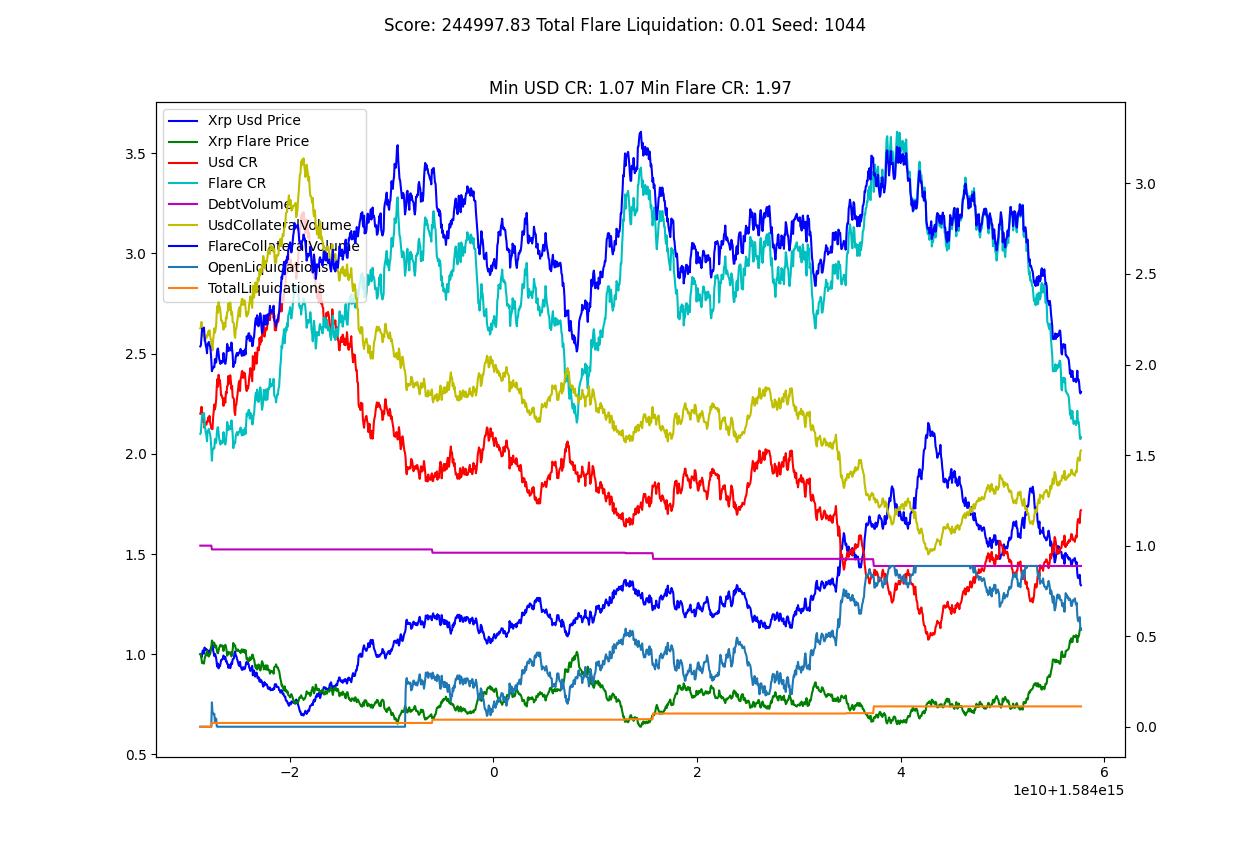 Score: 244997.83 Total Flare Liquidation: 0.01 Seed: 1044
Min USD CR: 1.07 Min Flare CR: 1.97
Xrp Usd Price
Xrp Flare Price
Usd CR
Flare CR
DebtVolume
UsdCollateralVolume
FlareCollateralVolume
OpenLiquidations
TotalLiquidations
3.5
3.0
2.5
2.0
1.5
1.0
0.5
3.0
2.5
2.0
1.5
1.0
0.5
0.0
−2
0
2
4
6
1e10+1.584e15